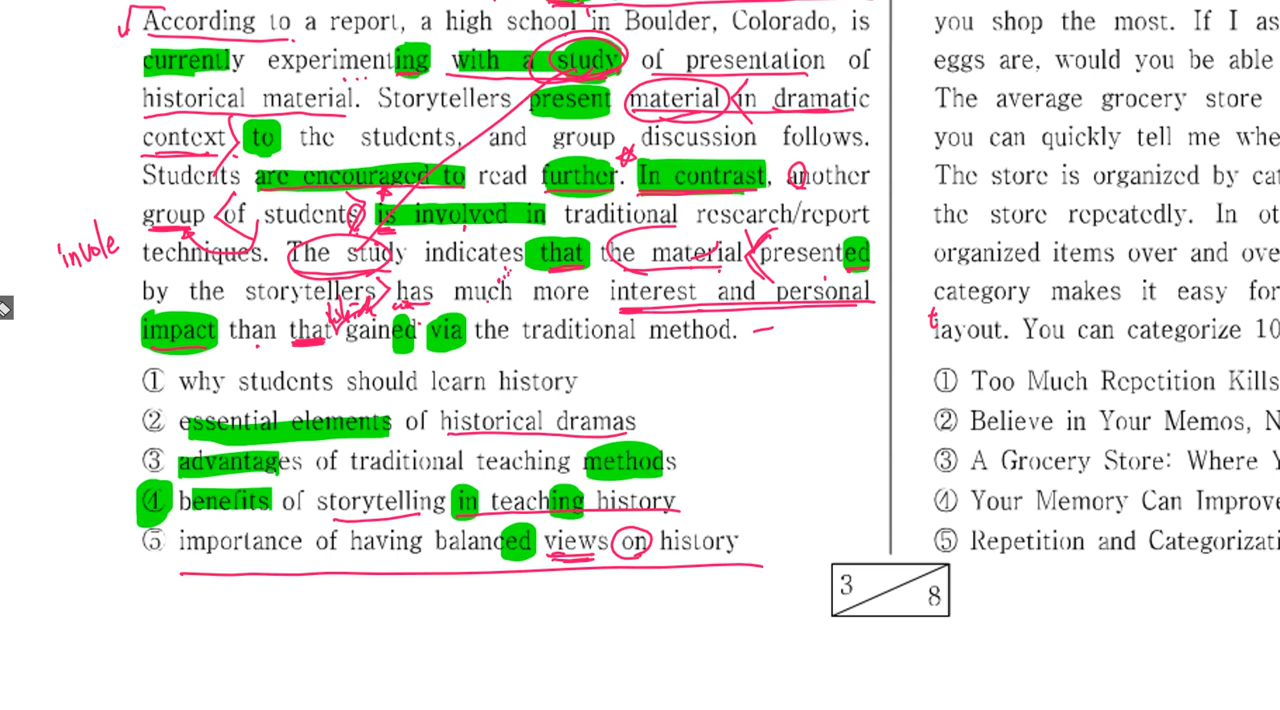 According to a report, a high school in Boulder, Colorado, is
currently experimenting with a study of presentation of
historical material. Storytellers present material in dramatic
context to the students, and group discussion follows.
Students are encouraged to read further. In contrast, another
group of students is involved in traditional research/report
invole
techniques. The study indicates that the material presented
by the storytellers has much more interest and personal
impact than that gained via the traditional method.
① why students should learn history
② essential elements of historical dramas
③ advantages of traditional teaching methods
④ benefits of storytelling in teaching history
⑤ importance of having balanced views on history
you shop the most. If I as
eggs are, would you be able
The average grocery store
you can quickly tell me whe
The store is organized by cat
the store repeatedly. In ot
organized items over and ove
category makes it easy for
layout. You can categorize 10
① Too Much Repetition Kills
② Believe in Your Memos, N
③ A Grocery Store: Where Y
④ Your Memory Can Improve
⑤ Repetition and Categorizati
3
8